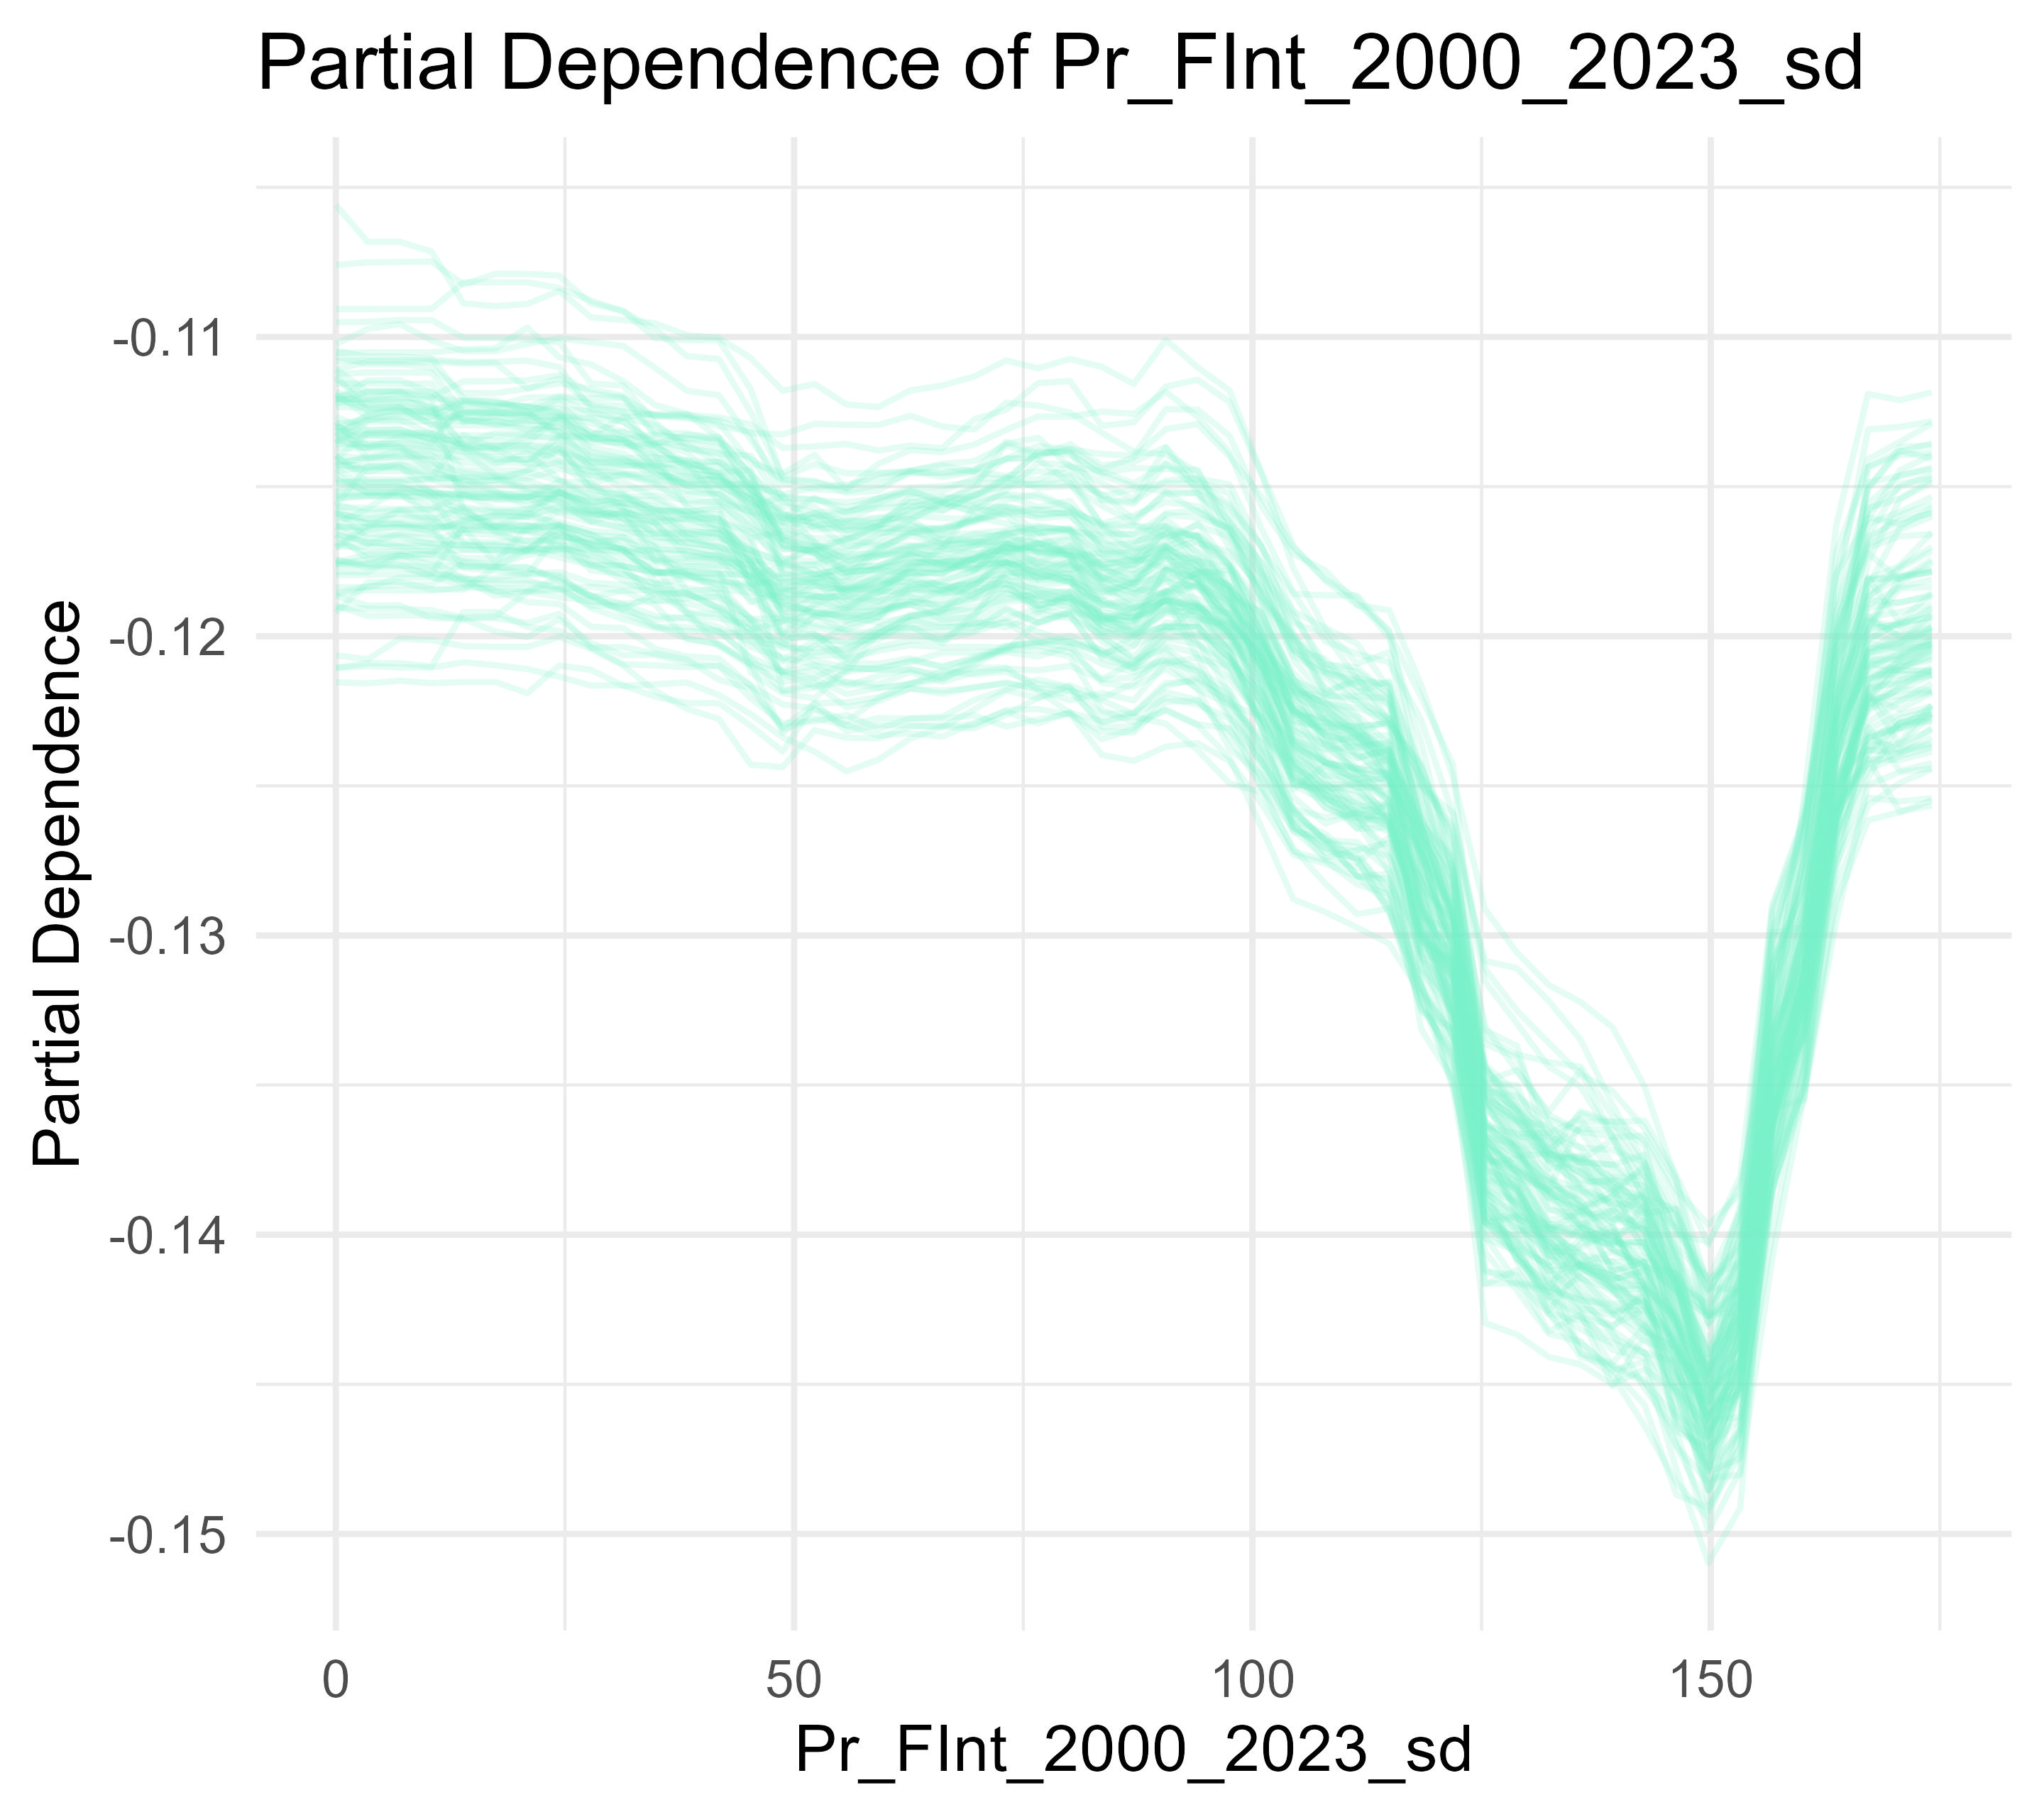 Partial Dependence of Pr_FInt_2000_2023_sd
Partial Dependence
-0.11
-0.12
-0.13
-0.14
-0.15
0 50 100 150
Pr_FInt_2000_2023_sd